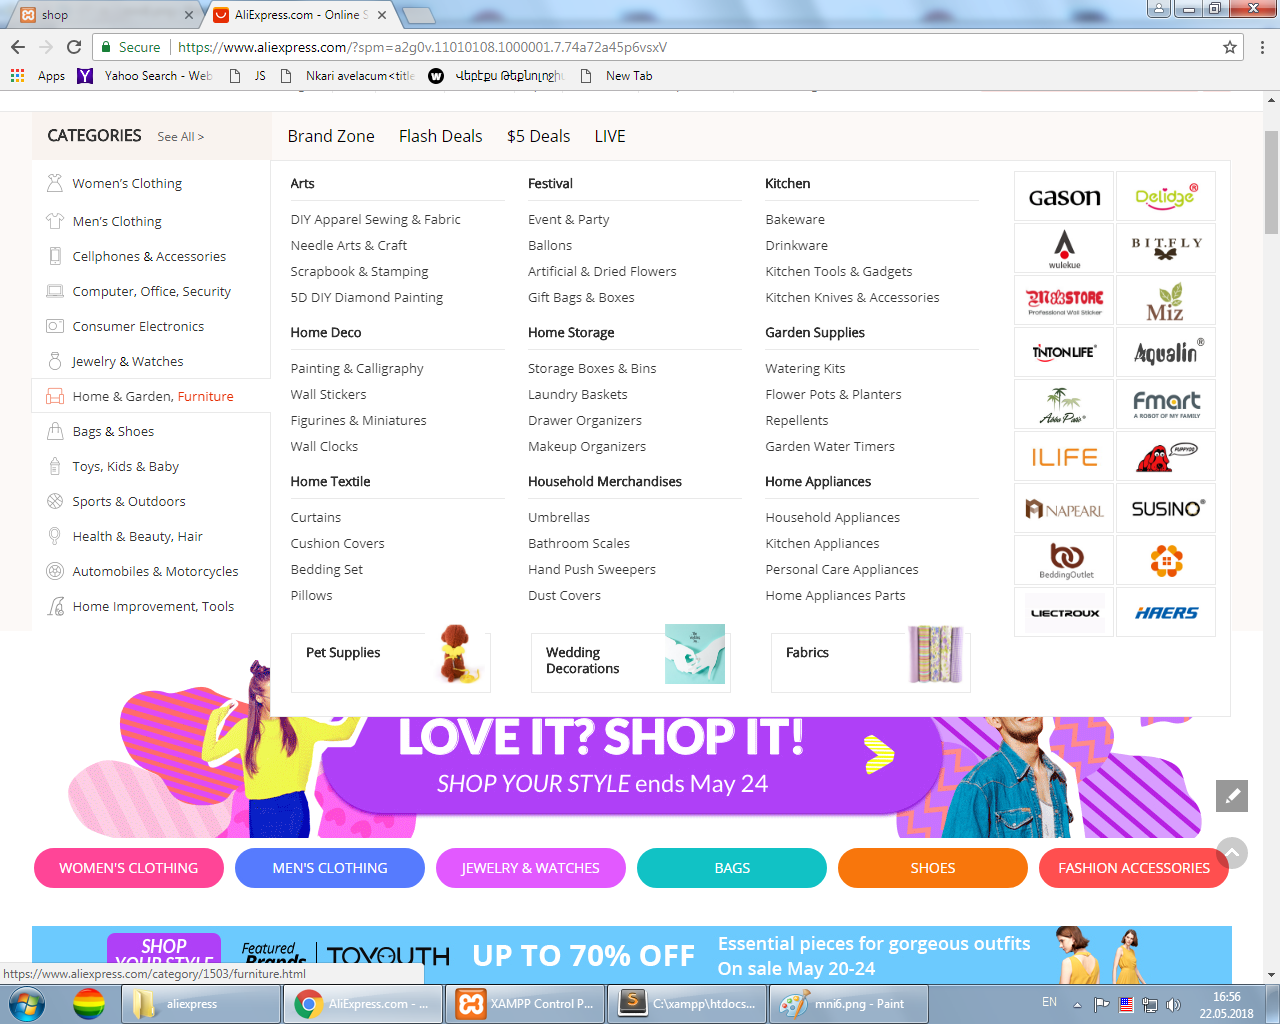 shop
AliExpress.com - Online S
Secure
https://www.aliexpress.com/?spm=a2g0v.11010108.1000001.7.74a72a45p6vsxV
Apps
Yahoo Search - Web
JS
Nkari avelacum<title
Վերէքս Թեքնոլոջիս
New Tab
CATEGORIES
See All >
Brand Zone
Flash Deals
$5 Deals
LIVE
Women's Clothing
Men's Clothing
Cellphones & Accessories
Computer, Office, Security
Consumer Electronics
Jewelry & Watches
Home & Garden, Furniture
Bags & Shoes
Toys, Kids & Baby
Sports & Outdoors
Health & Beauty, Hair
Automobiles & Motorcycles
Home Improvement, Tools
Arts
DIY Apparel Sewing & Fabric
Needle Arts & Craft
Scrapbook & Stamping
5D DIY Diamond Painting
Festival
Event & Party
Ballons
Artificial & Dried Flowers
Gift Bags & Boxes
Kitchen
Bakeware
Drinkware
Kitchen Tools & Gadgets
Kitchen Knives & Accessories
Home Deco
Painting & Calligraphy
Wall Stickers
Figurines & Miniatures
Wall Clocks
Home Storage
Storage Boxes & Bins
Laundry Baskets
Drawer Organizers
Makeup Organizers
Garden Supplies
Watering Kits
Flower Pots & Planters
Repellents
Garden Water Timers
Home Textile
Curtains
Cushion Covers
Bedding Set
Pillows
Household Merchandises
Umbrellas
Bathroom Scales
Hand Push Sweepers
Dust Covers
Home Appliances
Household Appliances
Kitchen Appliances
Personal Care Appliances
Home Appliances Parts
Pet Supplies
Wedding
Decorations
Fabrics
GASON
Delidge®
wulekue
BIT.FLY
STORE
Professional Wall Sticker
Miz
TINTON LIFE®
Aqualin®
Fmart
A ROBOT OF MY FAMILY
ILIFE
PUPPYOO
NAPEARL
SUSINO®
BeddingOutlet
LIECTROUX
HAERS
LOVE IT? SHOP IT!
SHOP YOUR STYLE ends May 24
WOMEN'S CLOTHING
MEN'S CLOTHING
JEWELRY & WATCHES
BAGS
SHOES
FASHION ACCESSORIES
SHOP
YOUR STYLE
Featured
Brands
TOYOUTH
UP TO 70% OFF
Essential pieces for gorgeous outfits
On sale May 20-24
https://www.aliexpress.com/category/1503/furniture.html
aliexpress
AliExpress.com - ...
XAMPP Control P...
C:\xampp\htdocs...
mni6.png - Paint
EN
16:56
22.05.2018